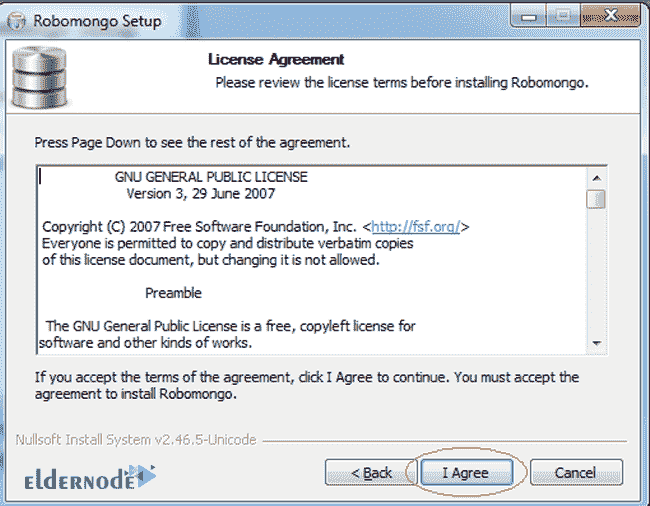 Robomongo Setup
License Agreement
Please review the license terms before installing Robomongo.
Press Page Down to see the rest of the agreement.
GNU GENERAL PUBLIC LICENSE
Version 3, 29 June 2007
Copyright (C) 2007 Free Software Foundation, Inc. <http://fsf.org/>
Everyone is permitted to copy and distribute verbatim copies
of this license document, but changing it is not allowed.
Preamble
The GNU General Public License is a free, copyleft license for
software and other kinds of works.
If you accept the terms of the agreement, click I Agree to continue. You must accept the
agreement to install Robomongo.
Nullsoft Install System v2.46.5-Unicode
eldernode
< Back I Agree Cancel